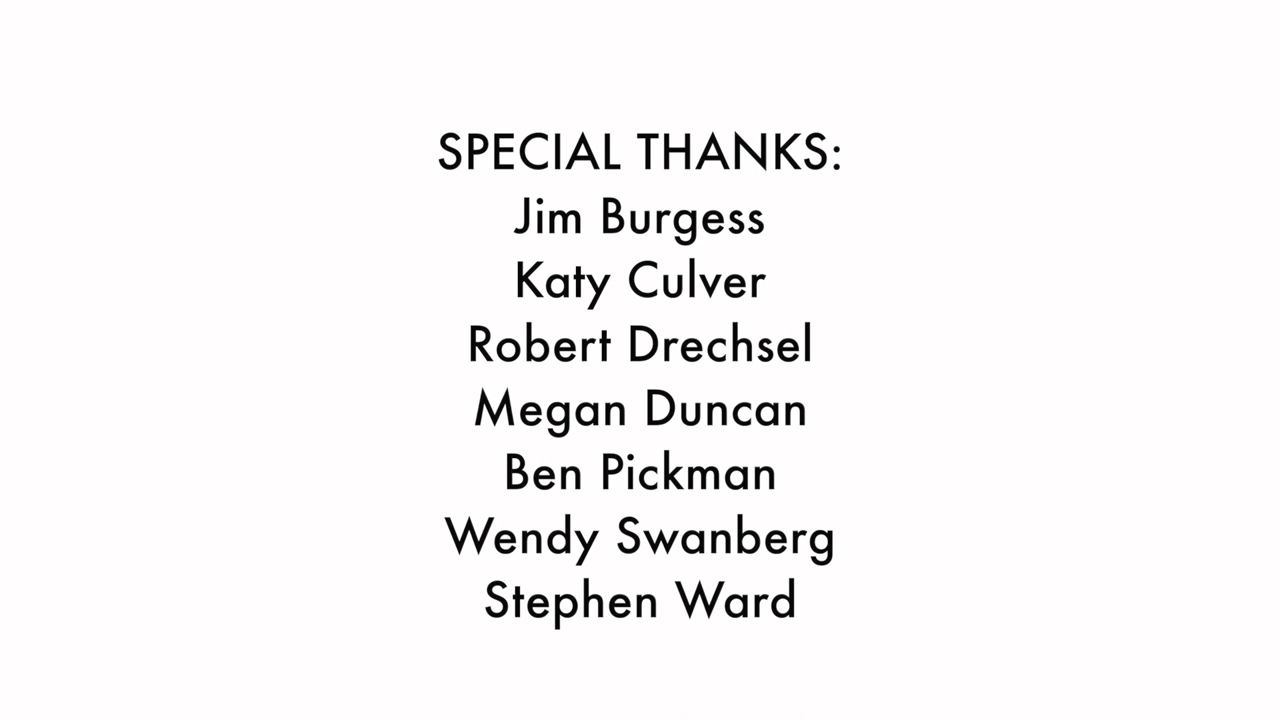 SPECIAL THANKS:
Jim Burgess
Katy Culver
Robert Drechsel
Megan Duncan
Ben Pickman
Wendy Swanberg
Stephen Ward